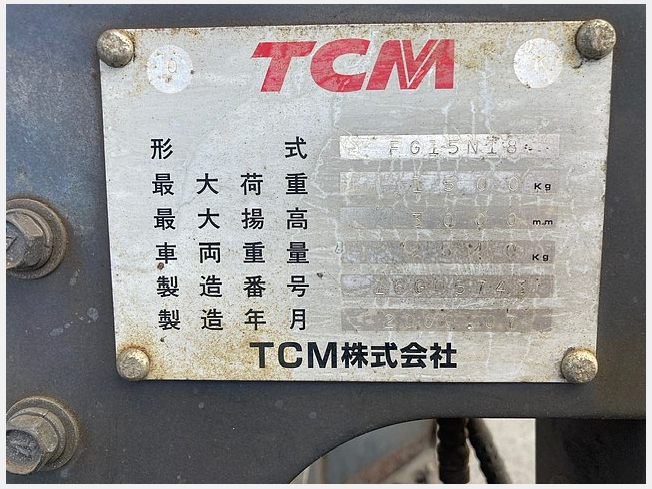 TCM
形式 FG15N18
最大荷重 1500 Kg
最大揚高 3000 mm
車両重量 Kg
製造番号
製造年月
TCM株式会社